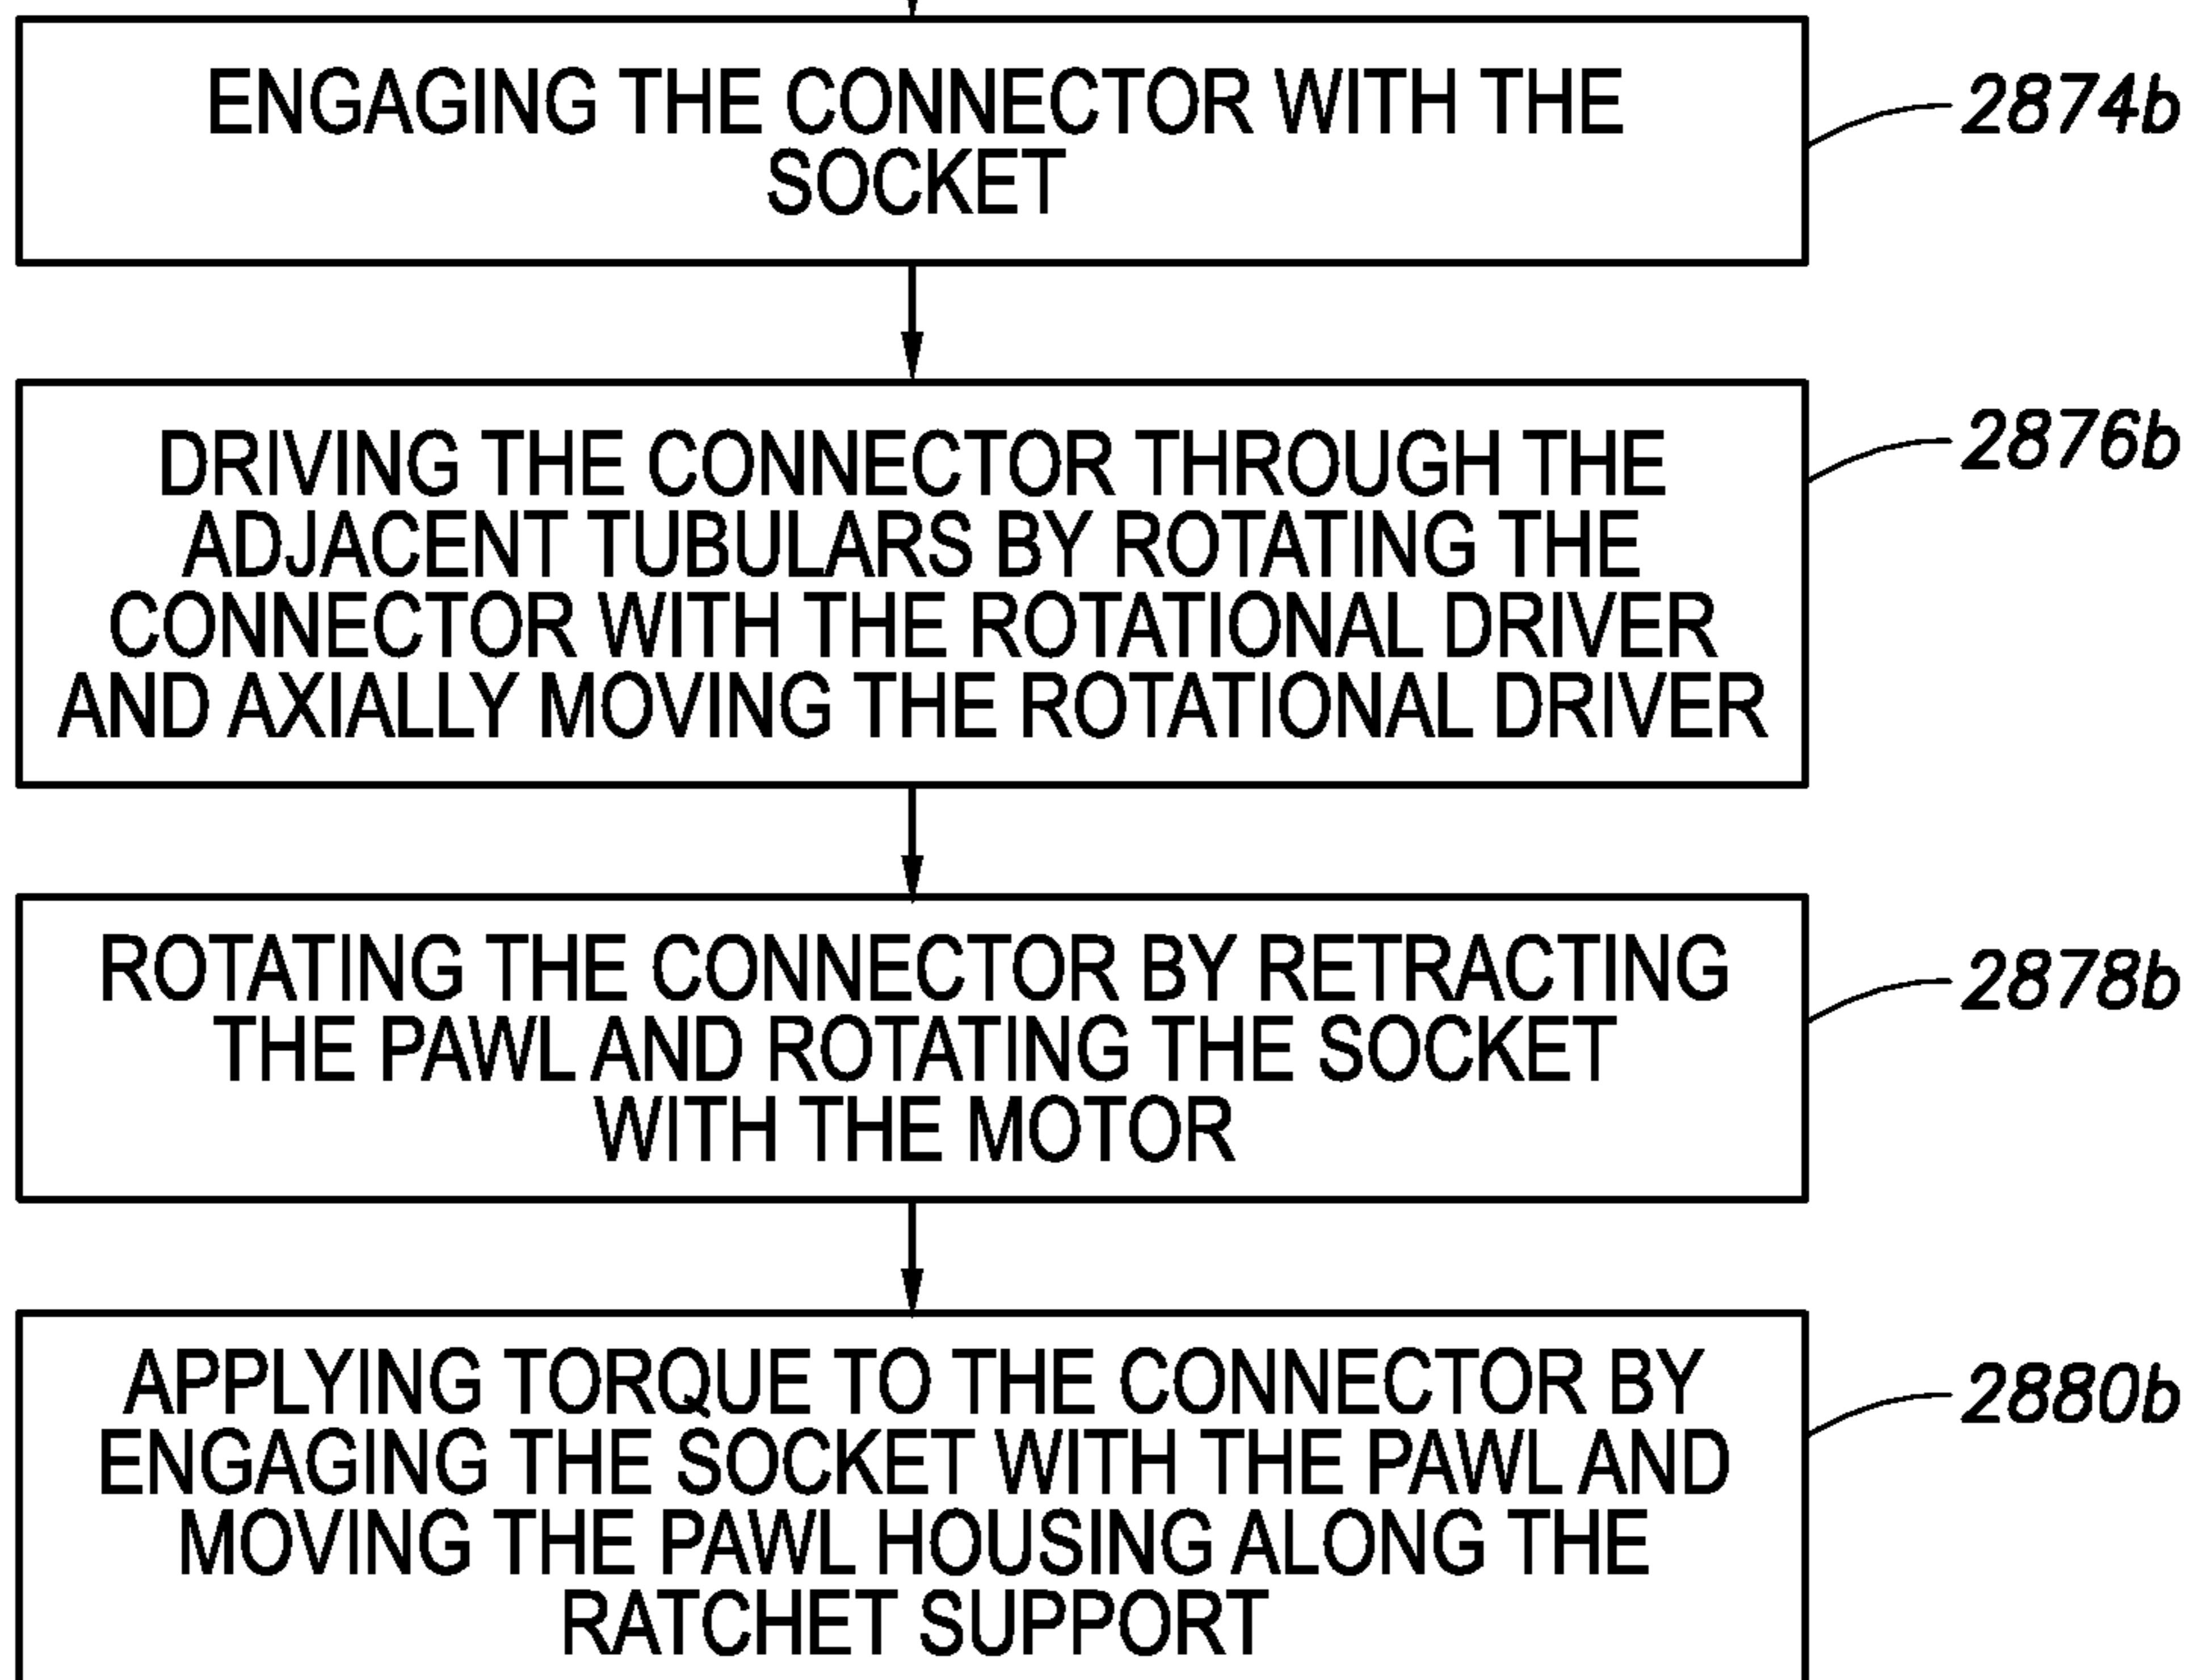 ENGAGING THE CONNECTOR WITH THE
SOCKET
2874b
DRIVING THE CONNECTOR THROUGH THE
ADJACENT TUBULARS BY ROTATING THE
CONNECTOR WITH THE ROTATIONAL DRIVER
AND AXIALLY MOVING THE ROTATIONAL DRIVER
2876b
ROTATING THE CONNECTOR BY RETRACTING
THE PAWL AND ROTATING THE SOCKET
WITH THE MOTOR
2878b
APPLYING TORQUE TO THE CONNECTOR BY
ENGAGING THE SOCKET WITH THE PAWL AND
MOVING THE PAWL HOUSING ALONG THE
RATCHET SUPPORT
2880b